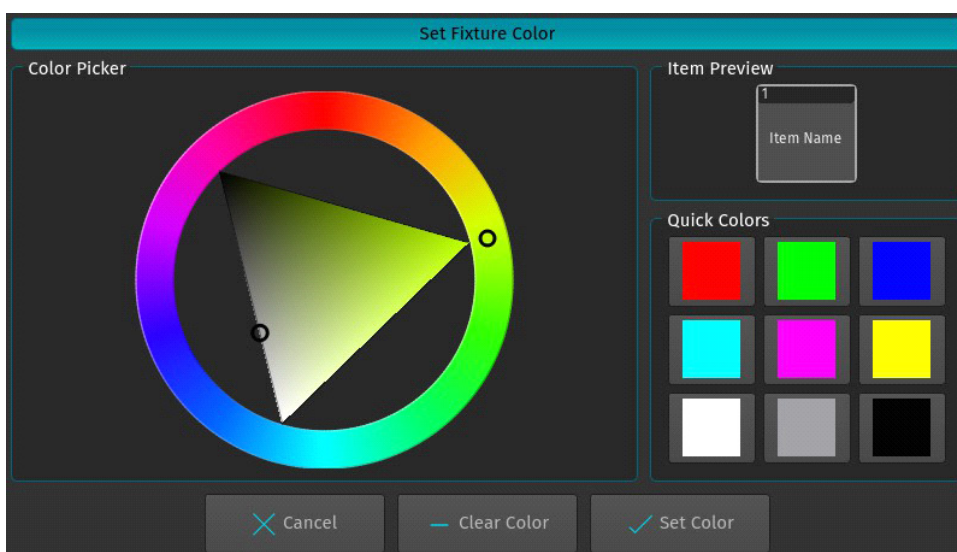 Set Fixture Color
Color Picker
Item Preview
1
Item Name
Quick Colors
Cancel
Clear Color
Set Color